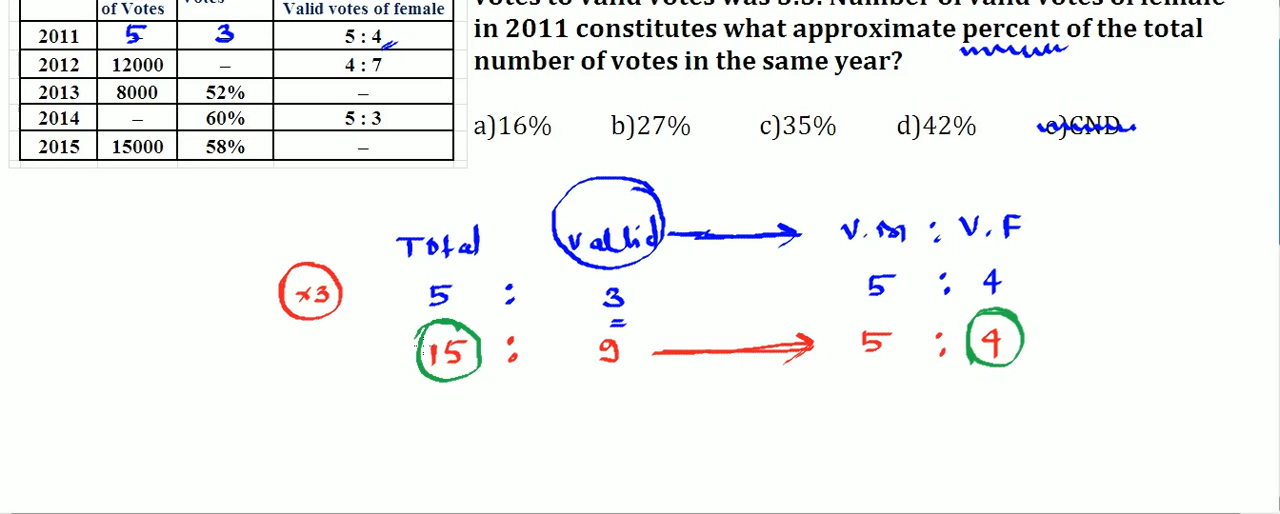 of Votes Valid votes of female
2011 5 3 5 : 4
2012 12000 – 4 : 7
2013 8000 52% –
2014 – 60% 5 : 3
2015 15000 58% –
in 2011 constitutes what approximate percent of the total
number of votes in the same year?
a)16% b)27% c)35% d)42% e)CND
Total Vallid V.M : V.F
×3 5 : 3 5 : 4
15 : 9 5 : 4